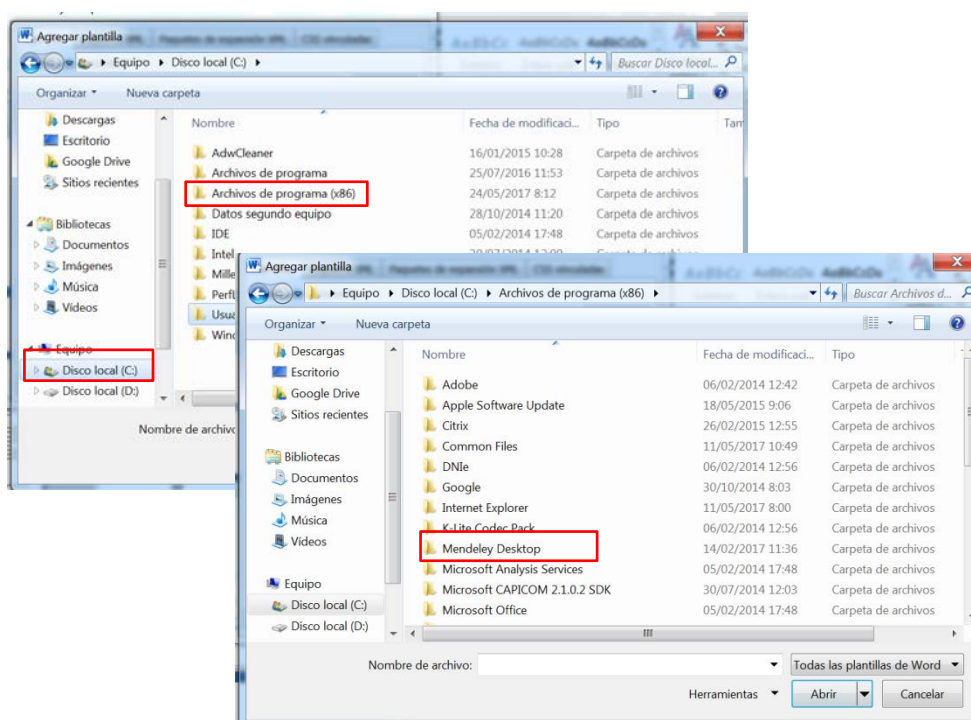 Agregar plantilla
Equipo Disco local (C:)
Buscar Disco local...
Organizar Nueva carpeta
Nombre Fecha de modificaci... Tipo Tam
Descargas
Escritorio
Google Drive
Sitios recientes
Bibliotecas
Documentos
Imágenes
Música
Vídeos
Equipo
Disco local (C:)
Disco local (D:)
AdwCleaner 16/01/2015 10:28 Carpeta de archivos
Archivos de programa 25/07/2016 11:53 Carpeta de archivos
Archivos de programa (x86) 24/05/2017 8:12 Carpeta de archivos
Datos segundo equipo 28/10/2014 11:20 Carpeta de archivos
IDE 05/02/2014 17:48 Carpeta de archivos
Intel
Mille
Perfl
Usua
Winc
Nombre de archivo
Agregar plantilla
Equipo Disco local (C:) Archivos de programa (x86)
Buscar Archivos d...
Organizar Nueva carpeta
Nombre Fecha de modificaci... Tipo
Descargas
Escritorio
Google Drive
Sitios recientes
Bibliotecas
Documentos
Imágenes
Música
Vídeos
Equipo
Disco local (C:)
Disco local (D:)
Adobe 06/02/2014 12:42 Carpeta de archivos
Apple Software Update 18/05/2015 9:06 Carpeta de archivos
Citrix 26/02/2015 12:55 Carpeta de archivos
Common Files 11/05/2017 10:49 Carpeta de archivos
DNIe 06/02/2014 12:56 Carpeta de archivos
Google 30/10/2014 8:03 Carpeta de archivos
Internet Explorer 11/05/2017 8:00 Carpeta de archivos
K-Lite Codec Pack 06/02/2014 12:56 Carpeta de archivos
Mendeley Desktop 14/02/2017 11:36 Carpeta de archivos
Microsoft Analysis Services 05/02/2014 17:48 Carpeta de archivos
Microsoft CAPICOM 2.1.0.2 SDK 30/07/2014 12:03 Carpeta de archivos
Microsoft Office 05/02/2014 17:48 Carpeta de archivos
Nombre de archivo: Todas las plantillas de Word
Herramientas Abrir Cancelar